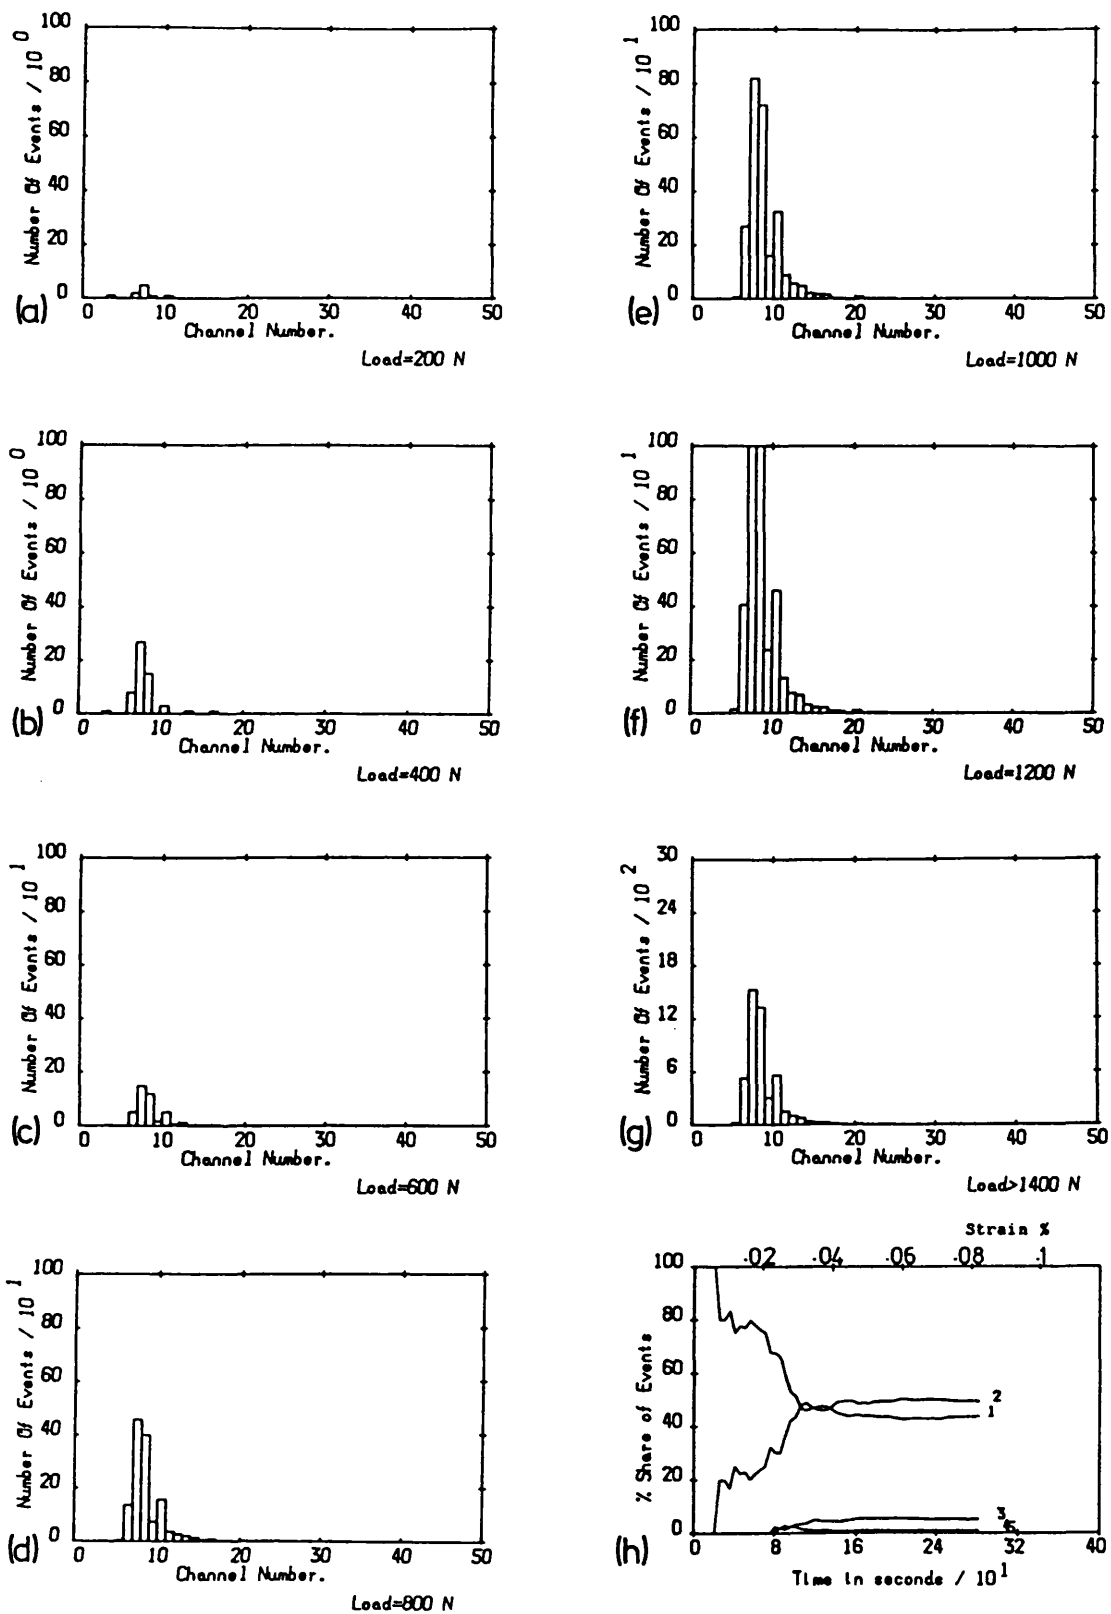 Number Of Events / 10 0
100
80
60
40
20
0
0 10 20 30 40 50
Channel Number.
(a)
Load=200 N
Number Of Events / 10 0
100
80
60
40
20
0
0 10 20 30 40 50
Channel Number.
(b)
Load=400 N
Number Of Events / 10 1
100
80
60
40
20
0
0 10 20 30 40 50
Channel Number.
(c)
Load=600 N
Number Of Events / 10 1
100
80
60
40
20
0
0 10 20 30 40 50
Channel Number.
(d)
Load=800 N
Number Of Events / 10 1
100
80
60
40
20
0
0 10 20 30 40 50
Channel Number.
(e)
Load=1000 N
Number Of Events / 10 1
100
80
60
40
20
0
0 10 20 30 40 50
Channel Number.
(f)
Load=1200 N
Number Of Events / 10 2
30
24
18
12
6
0
0 10 20 30 40 50
Channel Number.
(g)
Load>1400 N
Strain %
.02 .04 .06 .08 .1
% Share of Events
100
80
60
40
20
0
2
1
3
0 8 16 24 32 40
Time in seconds / 10 1
(h)